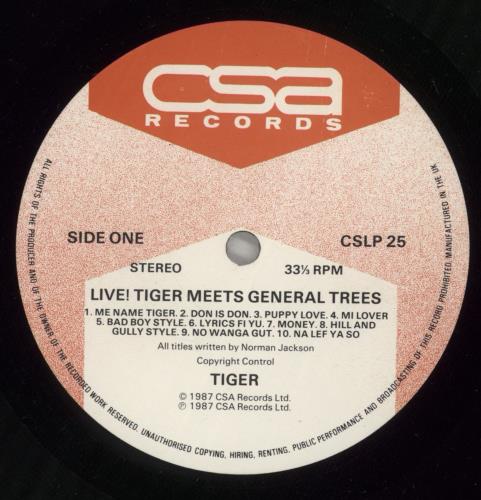 csa
RECORDS
SIDE ONE
CSLP 25
STEREO
33⅓ RPM
LIVE! TIGER MEETS GENERAL TREES
1. ME NAME TIGER. 2. DON IS DON. 3. PUPPY LOVE. 4. MI LOVER
5. BAD BOY STYLE. 6. LYRICS FI YU. 7. MONEY. 8. HILL AND
GULLY STYLE. 9. NO WANGA GUT. 10. NA LEF YA SO
All titles written by Norman Jackson
Copyright Control
TIGER
© 1987 CSA Records Ltd.
℗ 1987 CSA Records Ltd.
ALL RIGHTS OF THE PRODUCER AND OF THE OWNER OF THE RECORDED WORK RESERVED. UNAUTHORISED COPYING, HIRING, RENTING, PUBLIC PERFORMANCE AND BROADCASTING OF THIS RECORD PROHIBITED. MANUFACTURED IN THE UK